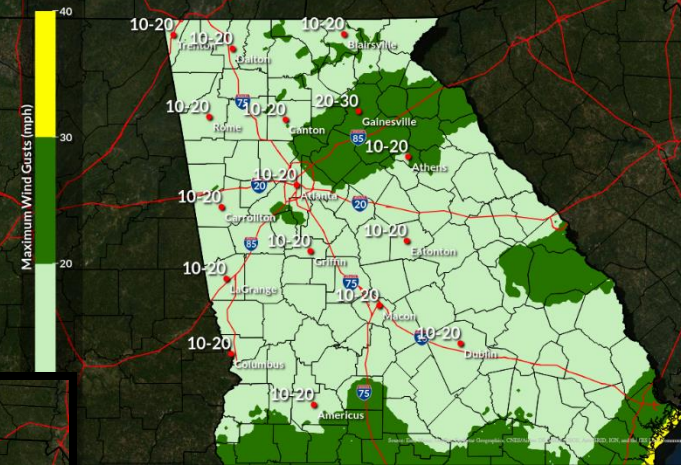 40
30
20
Maximum Wind Gusts (mph)
10-20
Trenton
10-20
Dalton
10-20
Blairsville
10-20
Rome
10-20
Canton
20-30
Gainesville
10-20
Athens
10-20
Atlanta
10-20
Carrollton
10-20
Griffin
10-20
Eatonton
10-20
LaGrange
10-20
Macon
10-20
Dublin
10-20
Columbus
10-20
Americus
75
85
20
20
85
75
75